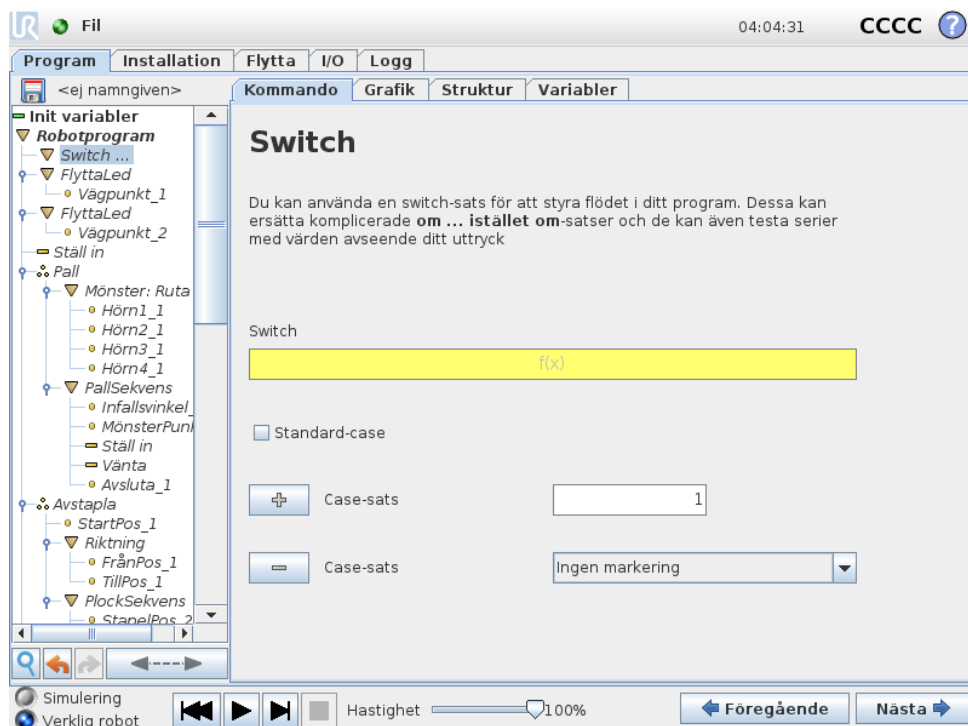 UR Fil 04:04:31 CCCC ?
Program Installation Flytta I/O Logg
<ej namngiven>
Kommando Grafik Struktur Variabler
Init variabler
Robotprogram
Switch ...
FlyttaLed
Vägpunkt_1
FlyttaLed
Vägpunkt_2
Ställ in
Pall
Mönster: Ruta
Hörn1_1
Hörn2_1
Hörn3_1
Hörn4_1
PallSekvens
Infallsvinkel_
MönsterPunl
Ställ in
Vänta
Avsluta_1
Avstapla
StartPos_1
Riktning
FrånPos_1
TillPos_1
PlockSekvens
StapelPos_2
Switch
Du kan använda en switch-sats för att styra flödet i ditt program. Dessa kan
ersätta komplicerade om ... istället om-satser och de kan även testa serier
med värden avseende ditt uttryck
Switch
f(x)
Standard-case
Case-sats 1
Case-sats Ingen markering
Simulering
Verklig robot
Hastighet 100%
Föregående Nästa